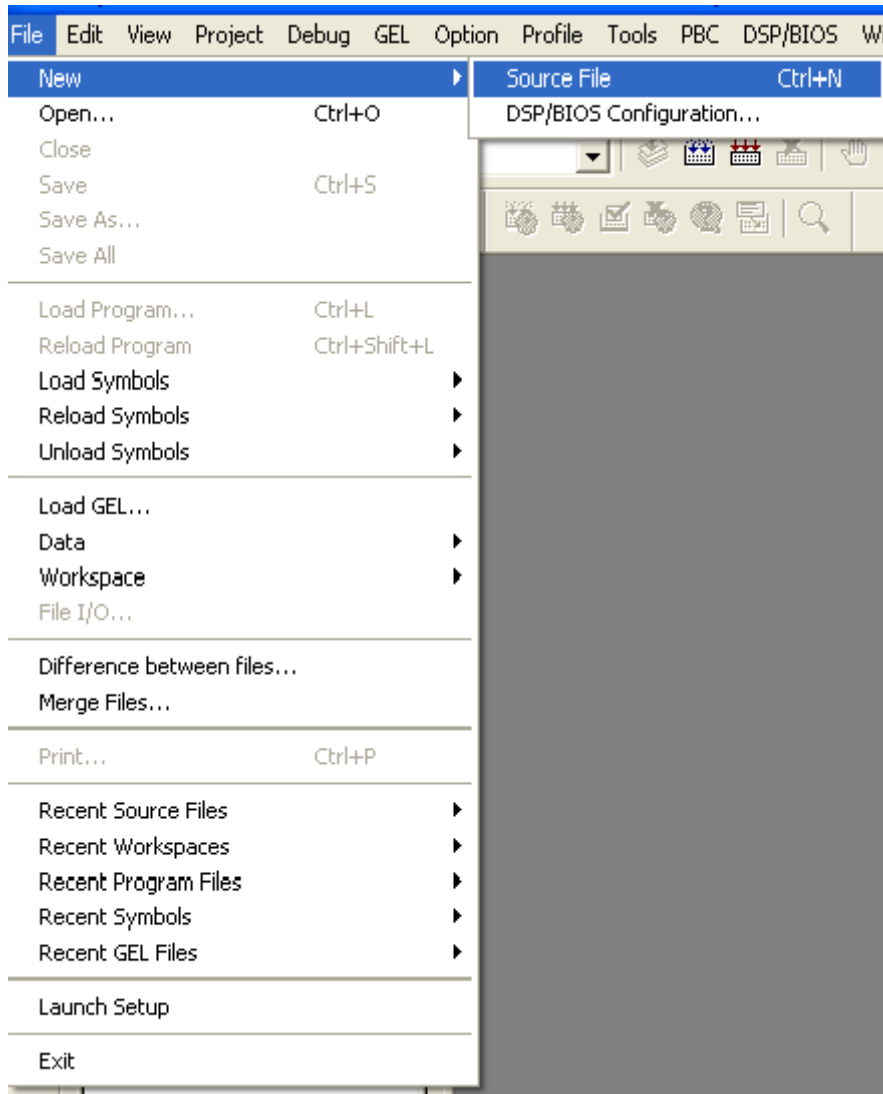 File Edit View Project Debug GEL Option Profile Tools PBC DSP/BIOS
New
Source File Ctrl+N
Open... Ctrl+O
DSP/BIOS Configuration...
Close
Save Ctrl+S
Save As...
Save All
Load Program... Ctrl+L
Reload Program Ctrl+Shift+L
Load Symbols
Reload Symbols
Unload Symbols
Load GEL...
Data
Workspace
File I/O...
Difference between files...
Merge Files...
Print... Ctrl+P
Recent Source Files
Recent Workspaces
Recent Program Files
Recent Symbols
Recent GEL Files
Launch Setup
Exit